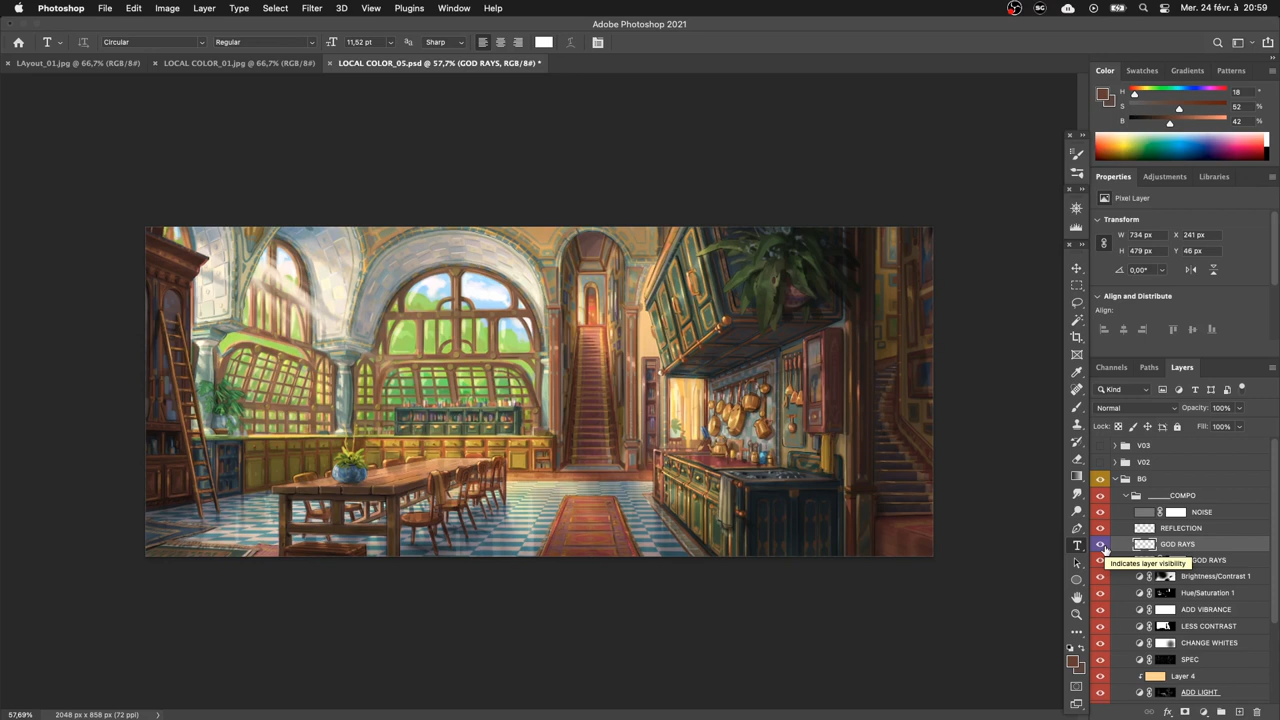 Photoshop File Edit Image Layer Type Select Filter 3D View Plugins Window Help SG Mer. 24 févr. à 20:59
Adobe Photoshop 2021
T Circular Regular 11,52 pt Sharp
LAyout_01.jpg @ 66,7% (RGB/8#) LOCAL COLOR_01.jpg @ 66,7% (RGB/8#) LOCAL COLOR_05.psd @ 57,7% (GOD RAYS, RGB/8#) *
Color Swatches Gradients Patterns
H 18 °
S 52 %
B 42 %
Properties Adjustments Libraries
Pixel Layer
Transform
W 734 px X 241 px
H 479 px Y 46 px
0,00°
Align and Distribute
Align:
Channels Paths Layers
Kind
Normal Opacity: 100%
Lock: Fill: 100%
V03
V02
BG
______COMPO
NOISE
REFLECTION
GOD RAYS
GOD RAYS
Indicates layer visibility
Brightness/Contrast 1
Hue/Saturation 1
ADD VIBRANCE
LESS CONTRAST
CHANGE WHITES
SPEC
Layer 4
ADD LIGHT
57,69% 2048 px x 858 px (72 ppi)